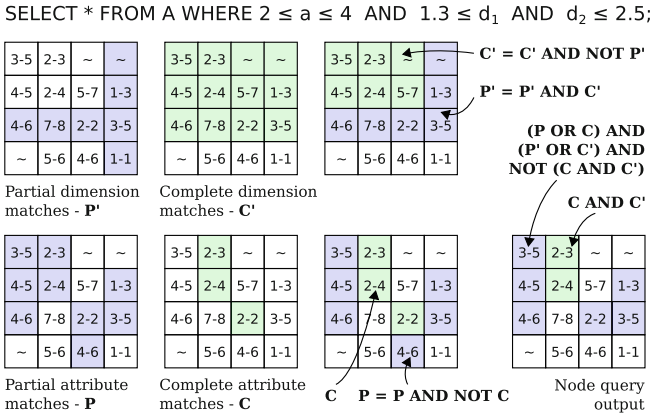 SELECT * FROM A WHERE 2 ≤ a ≤ 4 AND 1.3 ≤ d₁ AND d₂ ≤ 2.5;
3-5 2-3 ~ ~
4-5 2-4 5-7 1-3
4-6 7-8 2-2 3-5
~ 5-6 4-6 1-1
Partial dimension
matches - P'
3-5 2-3 ~ ~
4-5 2-4 5-7 1-3
4-6 7-8 2-2 3-5
~ 5-6 4-6 1-1
Complete dimension
matches - C'
3-5 2-3 ~ ~
4-5 2-4 5-7 1-3
4-6 7-8 2-2 3-5
~ 5-6 4-6 1-1
C' = C' AND NOT P'
P' = P' AND C'
(P OR C) AND
(P' OR C') AND
NOT (C AND C')
C AND C'
3-5 2-3 ~ ~
4-5 2-4 5-7 1-3
4-6 7-8 2-2 3-5
~ 5-6 4-6 1-1
Partial attribute
matches - P
3-5 2-3 ~ ~
4-5 2-4 5-7 1-3
4-6 7-8 2-2 3-5
~ 5-6 4-6 1-1
Complete attribute
matches - C
3-5 2-3 ~ ~
4-5 2-4 5-7 1-3
4-6 7-8 2-2 3-5
~ 5-6 4-6 1-1
C P = P AND NOT C
3-5 2-3 ~ ~
4-5 2-4 5-7 1-3
4-6 7-8 2-2 3-5
~ 5-6 4-6 1-1
Node query
output